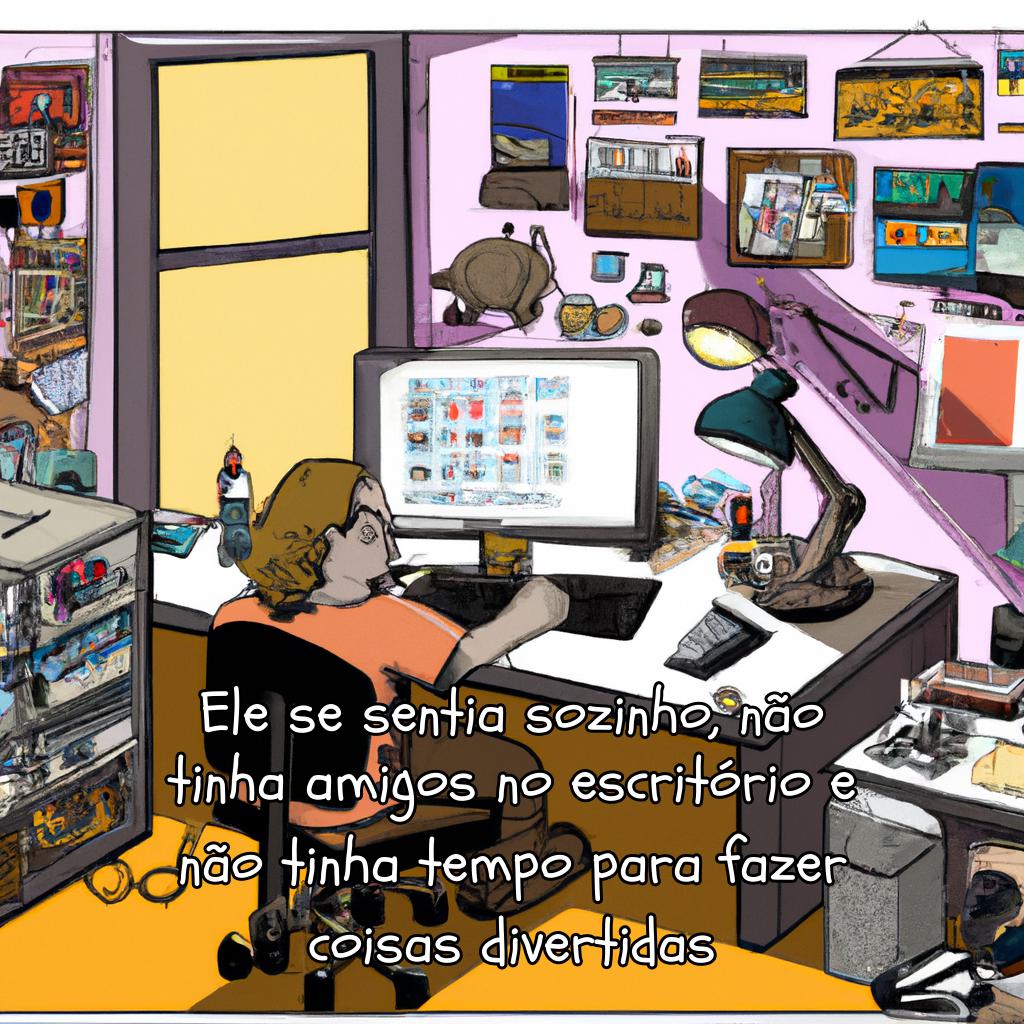 Ele se sentia sozinho, não
tinha amigos no escritório e
não tinha tempo para fazer
coisas divertidas